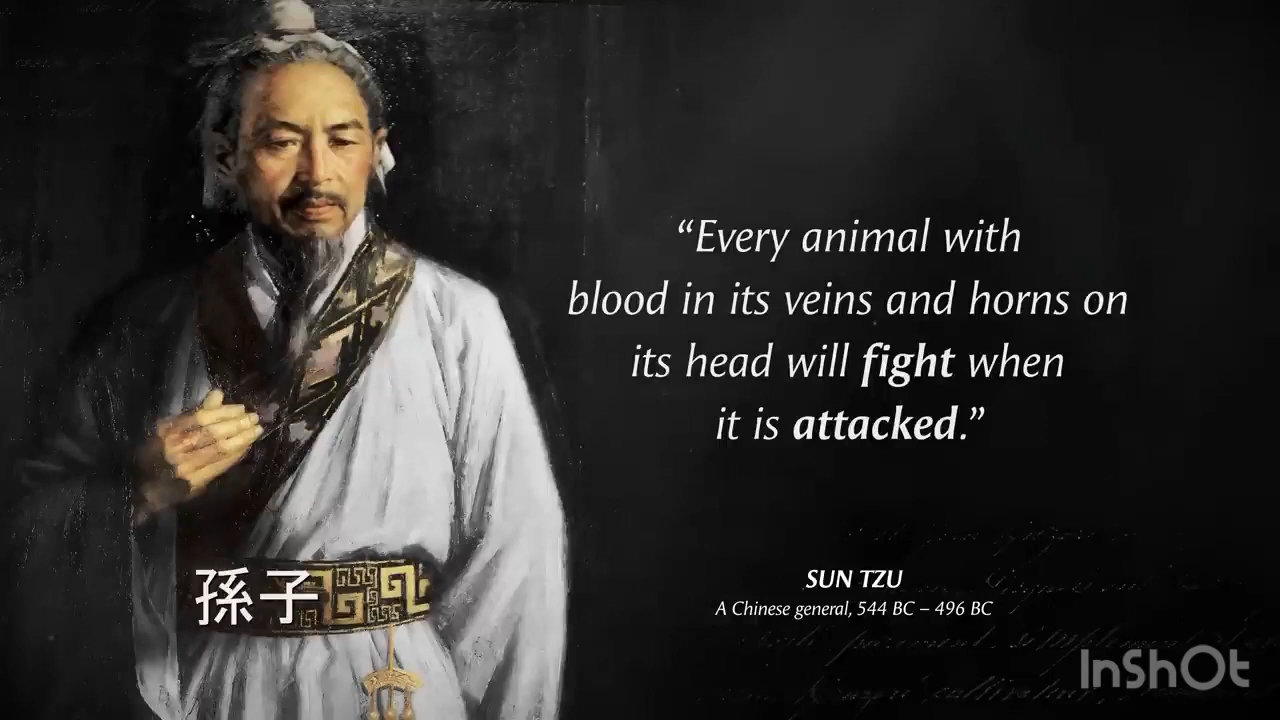 “Every animal with
blood in its veins and horns on
its head will fight when
it is attacked.”
孫子
SUN TZU
A Chinese general, 544 BC – 496 BC
InShOt